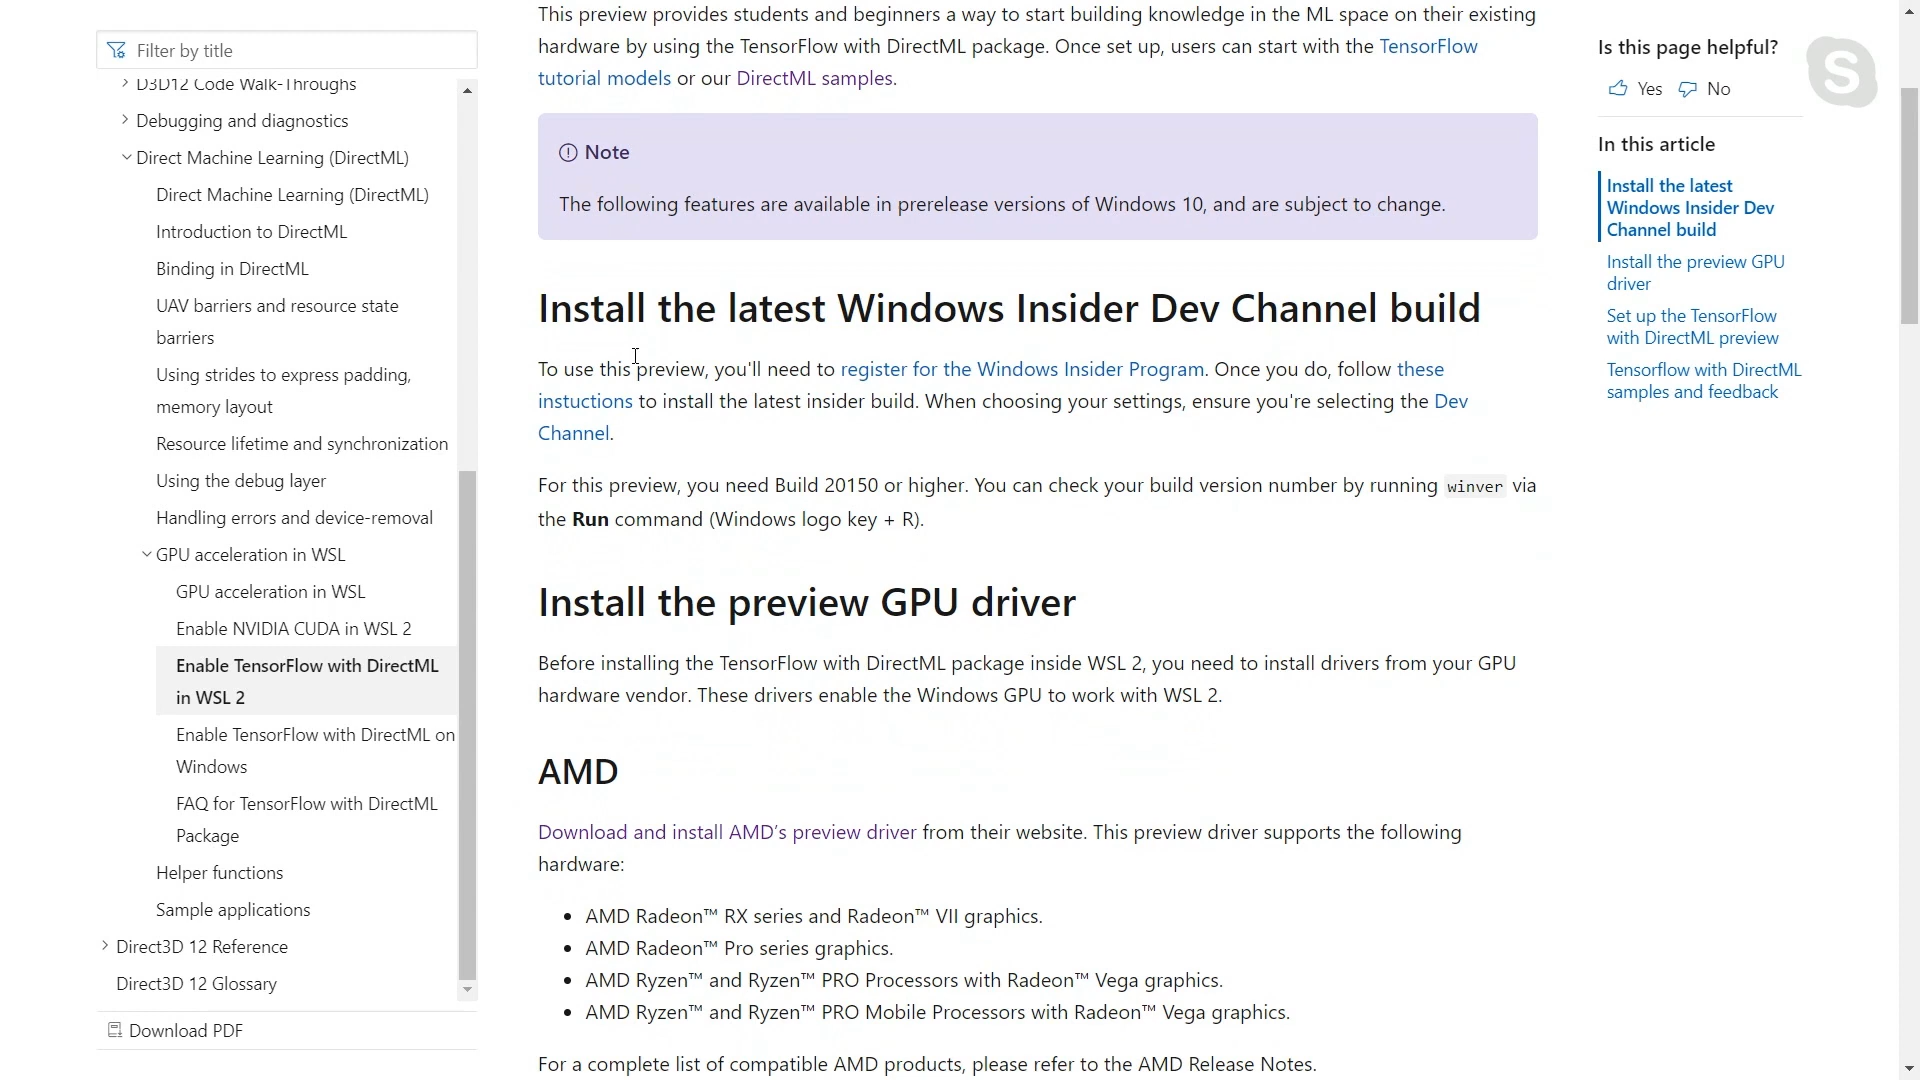 Filter by title
D3D12 Code Walk-Throughs
Debugging and diagnostics
Direct Machine Learning (DirectML)
Direct Machine Learning (DirectML)
Introduction to DirectML
Binding in DirectML
UAV barriers and resource state
barriers
Using strides to express padding,
memory layout
Resource lifetime and synchronization
Using the debug layer
Handling errors and device-removal
GPU acceleration in WSL
GPU acceleration in WSL
Enable NVIDIA CUDA in WSL 2
Enable TensorFlow with DirectML
in WSL 2
Enable TensorFlow with DirectML on
Windows
FAQ for TensorFlow with DirectML
Package
Helper functions
Sample applications
Direct3D 12 Reference
Direct3D 12 Glossary
Download PDF
This preview provides students and beginners a way to start building knowledge in the ML space on their existing
hardware by using the TensorFlow with DirectML package. Once set up, users can start with the TensorFlow
tutorial models or our DirectML samples.
Note
The following features are available in prerelease versions of Windows 10, and are subject to change.
Install the latest Windows Insider Dev Channel build
To use this preview, you'll need to register for the Windows Insider Program. Once you do, follow these
instuctions to install the latest insider build. When choosing your settings, ensure you're selecting the Dev
Channel.
For this preview, you need Build 20150 or higher. You can check your build version number by running winver via
the Run command (Windows logo key + R).
Install the preview GPU driver
Before installing the TensorFlow with DirectML package inside WSL 2, you need to install drivers from your GPU
hardware vendor. These drivers enable the Windows GPU to work with WSL 2.
AMD
Download and install AMD’s preview driver from their website. This preview driver supports the following
hardware:
• AMD Radeon™ RX series and Radeon™ VII graphics.
• AMD Radeon™ Pro series graphics.
• AMD Ryzen™ and Ryzen™ PRO Processors with Radeon™ Vega graphics.
• AMD Ryzen™ and Ryzen™ PRO Mobile Processors with Radeon™ Vega graphics.
For a complete list of compatible AMD products, please refer to the AMD Release Notes.
Is this page helpful?
Yes No
S
In this article
Install the latest
Windows Insider Dev
Channel build
Install the preview GPU
driver
Set up the TensorFlow
with DirectML preview
Tensorflow with DirectML
samples and feedback